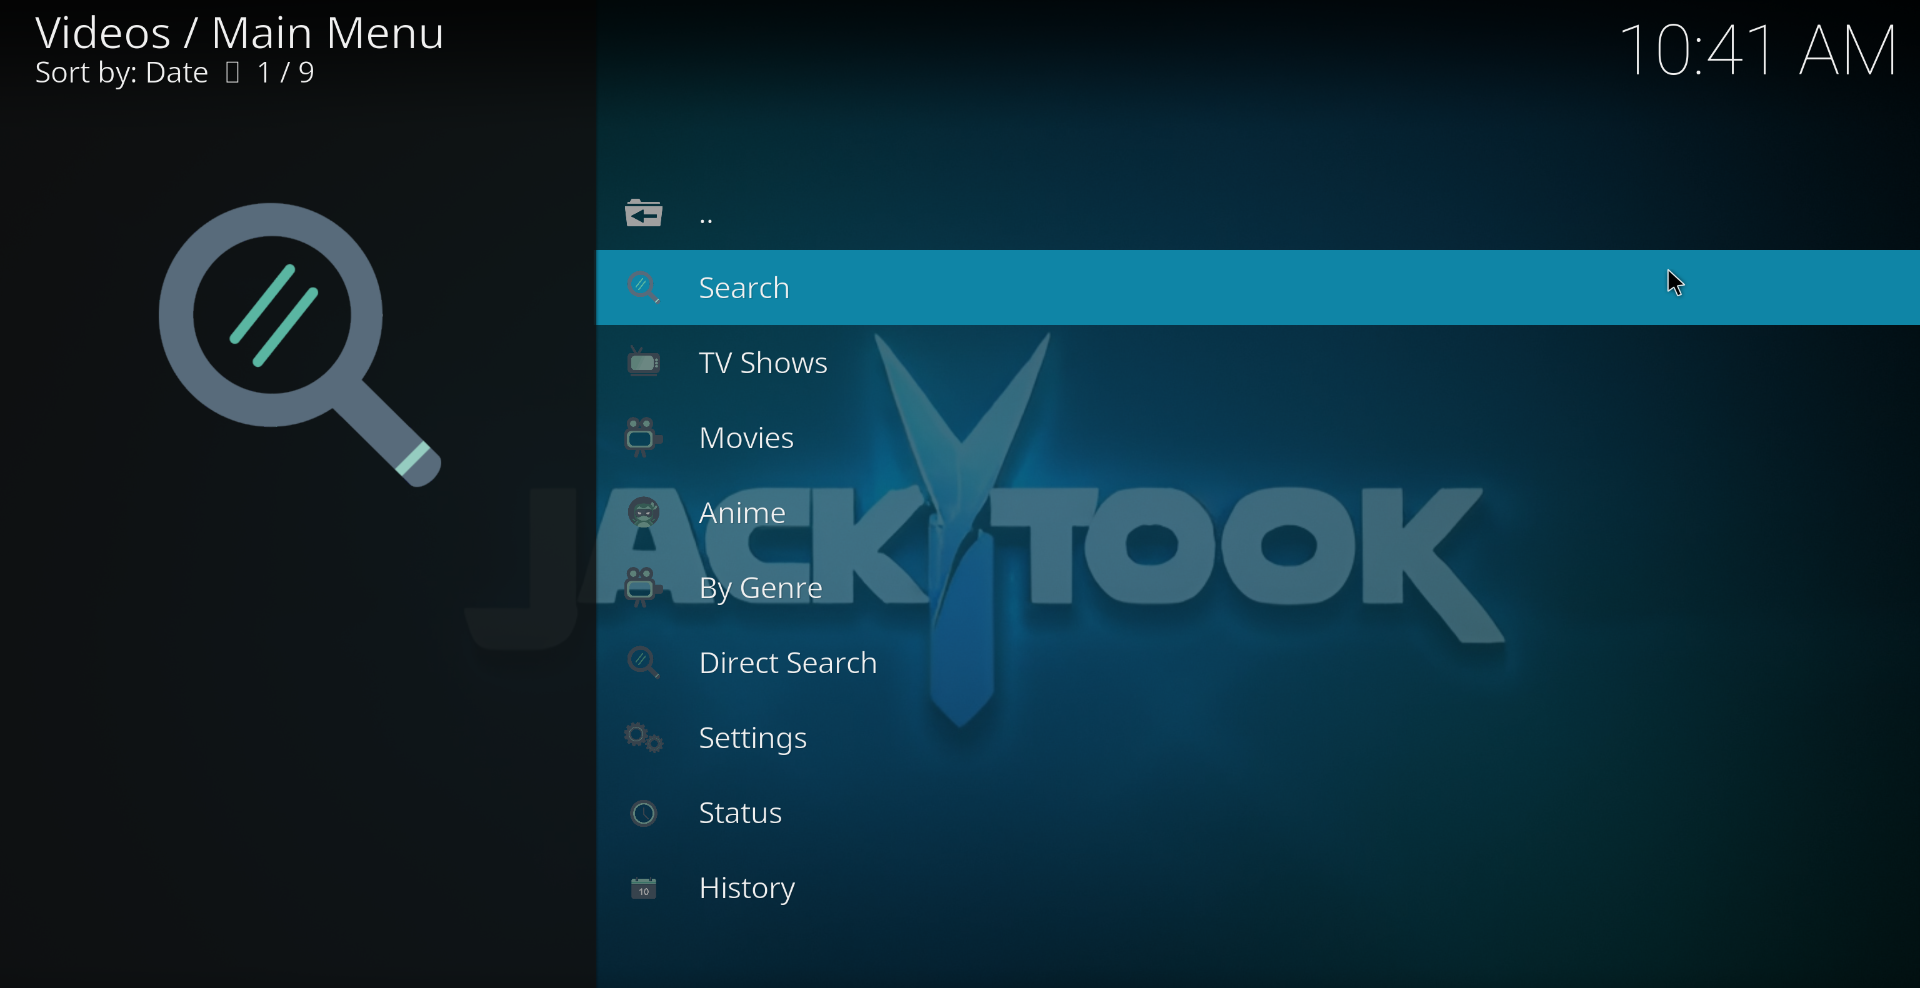 Videos / Main Menu
Sort by: Date 1 / 9
10:41 AM
..
Search
TV Shows
Movies
Anime
By Genre
Direct Search
Settings
Status
10
History
JACKTOOK